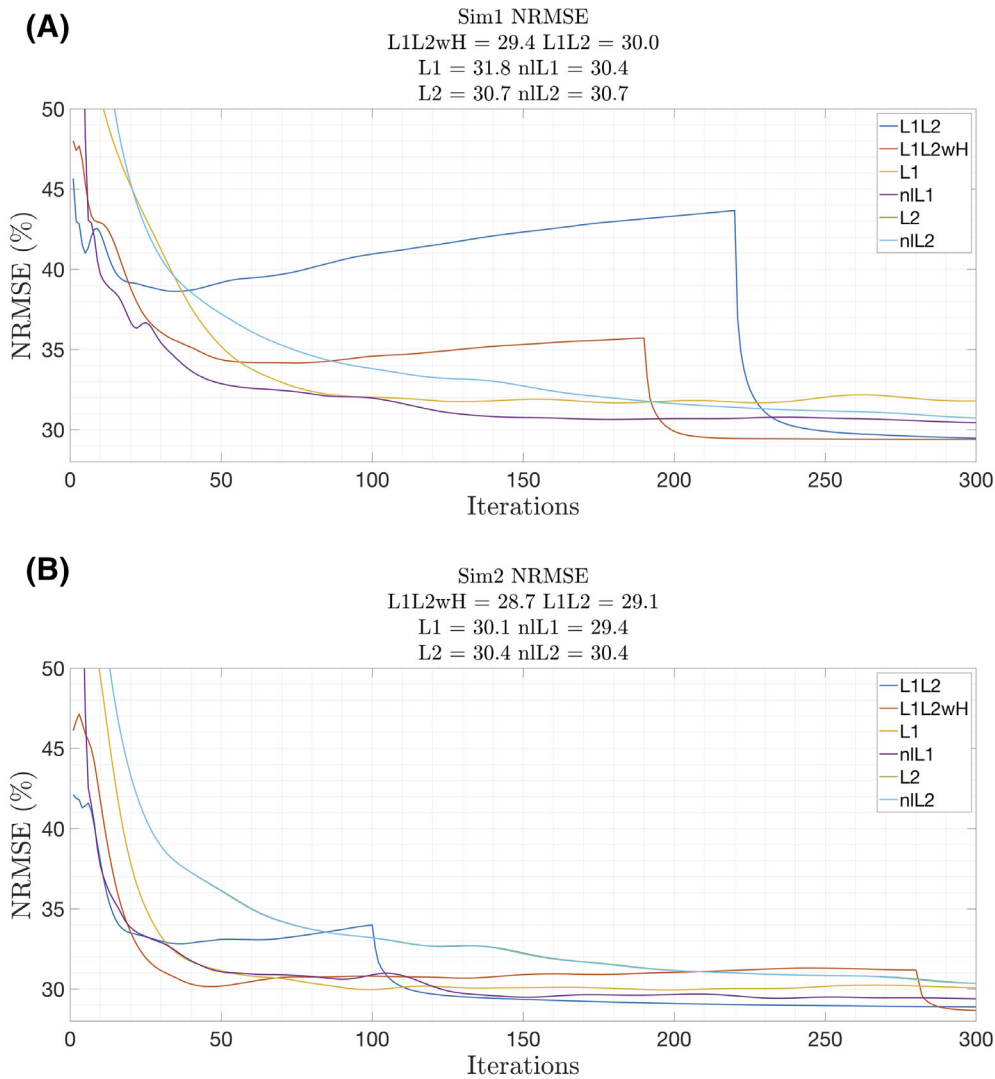 (A)
Sim1 NRMSE
L1L2wH = 29.4 L1L2 = 30.0
L1 = 31.8 nlL1 = 30.4
L2 = 30.7 nlL2 = 30.7
50
45
40
35
30
NRMSE (%)
L1L2
L1L2wH
L1
nlL1
L2
nlL2
0 50 100 150 200 250 300
Iterations
(B)
Sim2 NRMSE
L1L2wH = 28.7 L1L2 = 29.1
L1 = 30.1 nlL1 = 29.4
L2 = 30.4 nlL2 = 30.4
50
45
40
35
30
NRMSE (%)
L1L2
L1L2wH
L1
nlL1
L2
nlL2
0 50 100 150 200 250 300
Iterations